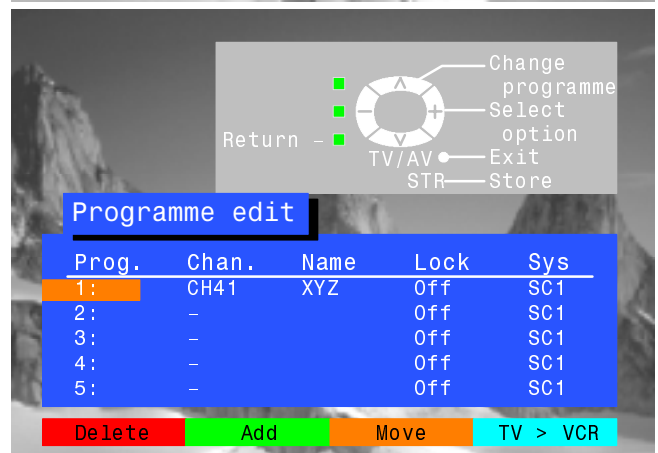 Change
programme
Select
option
Return –
TV/AV
Exit
STR
Store
Programme edit
Prog. Chan. Name Lock Sys
1: CH41 XYZ Off SC1
2: – Off SC1
3: – Off SC1
4: – Off SC1
5: – Off SC1
Delete Add Move TV > VCR